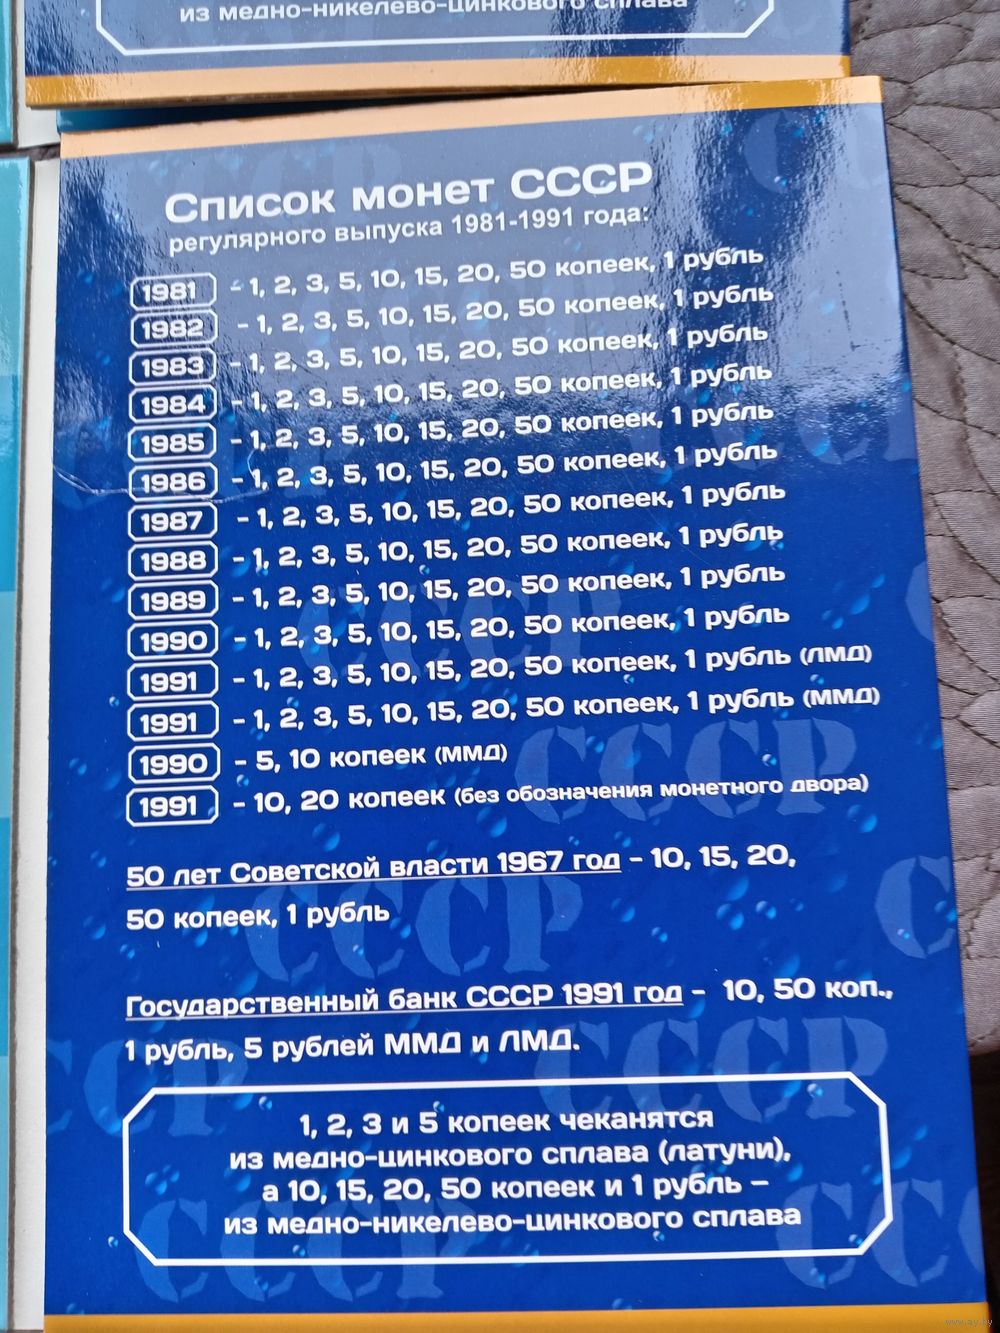 из медно-никелево-цинкового сплава
Список монет СССР
регулярного выпуска 1981-1991 года:
1981 - 1, 2, 3, 5, 10, 15, 20, 50 копеек, 1 рубль
1982 - 1, 2, 3, 5, 10, 15, 20, 50 копеек, 1 рубль
1983 - 1, 2, 3, 5, 10, 15, 20, 50 копеек, 1 рубль
1984 - 1, 2, 3, 5, 10, 15, 20, 50 копеек, 1 рубль
1985 - 1, 2, 3, 5, 10, 15, 20, 50 копеек, 1 рубль
1986 - 1, 2, 3, 5, 10, 15, 20, 50 копеек, 1 рубль
1987 - 1, 2, 3, 5, 10, 15, 20, 50 копеек, 1 рубль
1988 - 1, 2, 3, 5, 10, 15, 20, 50 копеек, 1 рубль
1989 - 1, 2, 3, 5, 10, 15, 20, 50 копеек, 1 рубль
1990 - 1, 2, 3, 5, 10, 15, 20, 50 копеек, 1 рубль
1991 - 1, 2, 3, 5, 10, 15, 20, 50 копеек, 1 рубль (ЛМД)
1991 - 1, 2, 3, 5, 10, 15, 20, 50 копеек, 1 рубль (ММД)
1990 - 5, 10 копеек (ММД)
1991 - 10, 20 копеек (без обозначения монетного двора)
50 лет Советской власти 1967 год - 10, 15, 20,
50 копеек, 1 рубль
Государственный банк СССР 1991 год - 10, 50 коп.,
1 рубль, 5 рублей ММД и ЛМД.
1, 2, 3 и 5 копеек чеканятся
из медно-цинкового сплава (латуни),
а 10, 15, 20, 50 копеек и 1 рубль –
из медно-никелево-цинкового сплава
www.ay.by